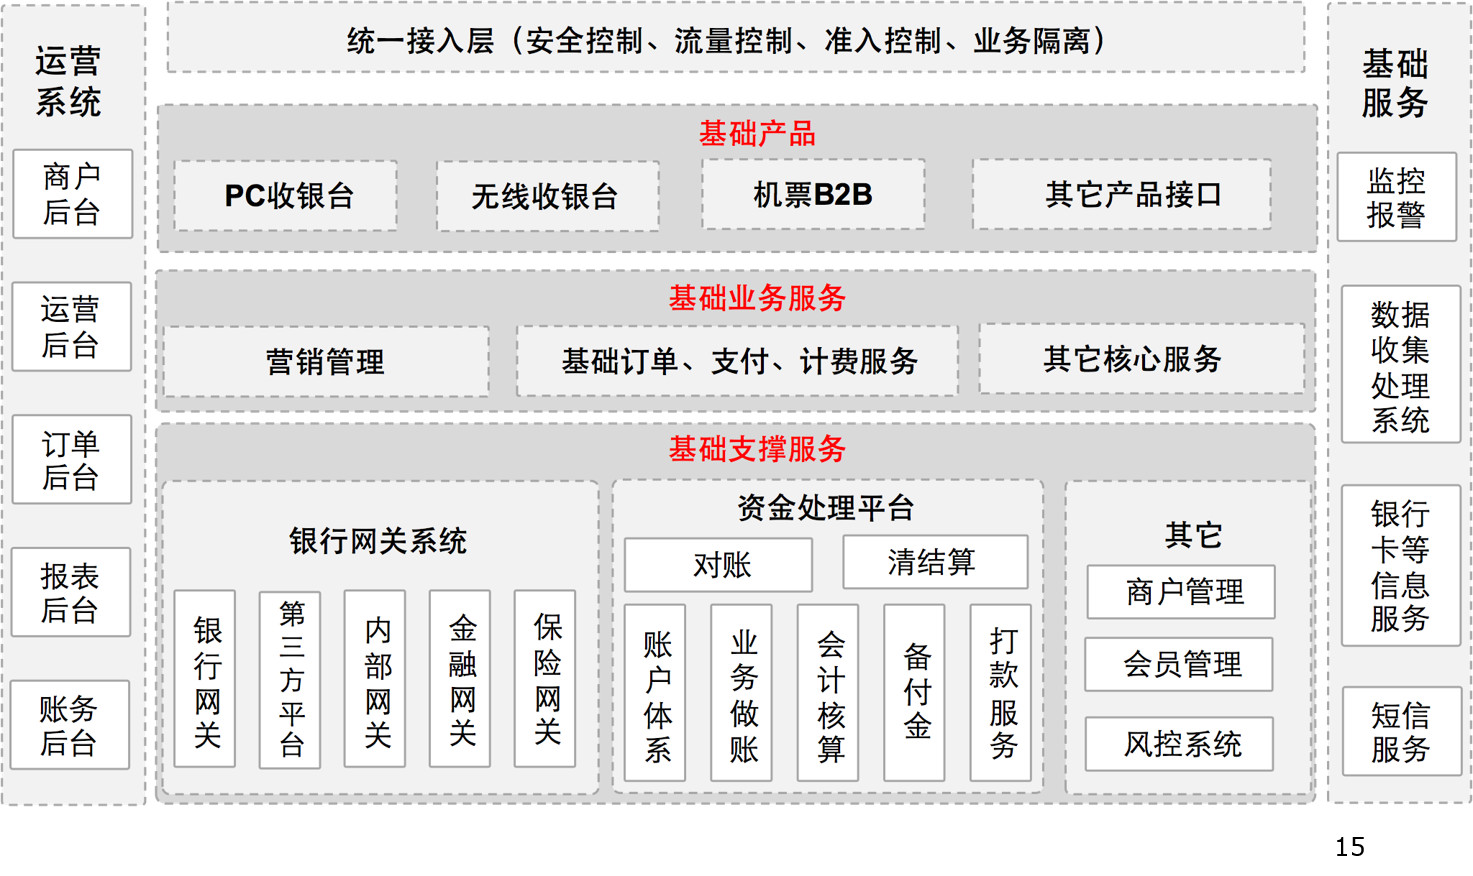 运营
系统
商户
后台
运营
后台
订单
后台
报表
后台
账务
后台
统一接入层（安全控制、流量控制、准入控制、业务隔离）
基础产品
PC收银台
无线收银台
机票B2B
其它产品接口
基础业务服务
营销管理
基础订单、支付、计费服务
其它核心服务
基础支撑服务
银行网关系统
银行网关
第三方平台
内部网关
金融网关
保险网关
资金处理平台
对账
清结算
账户体系
业务做账
会计核算
备付金
打款服务
其它
商户管理
会员管理
风控系统
基础
服务
监控
报警
数据
收集
处理
系统
银行
卡等
信息
服务
短信
服务
15